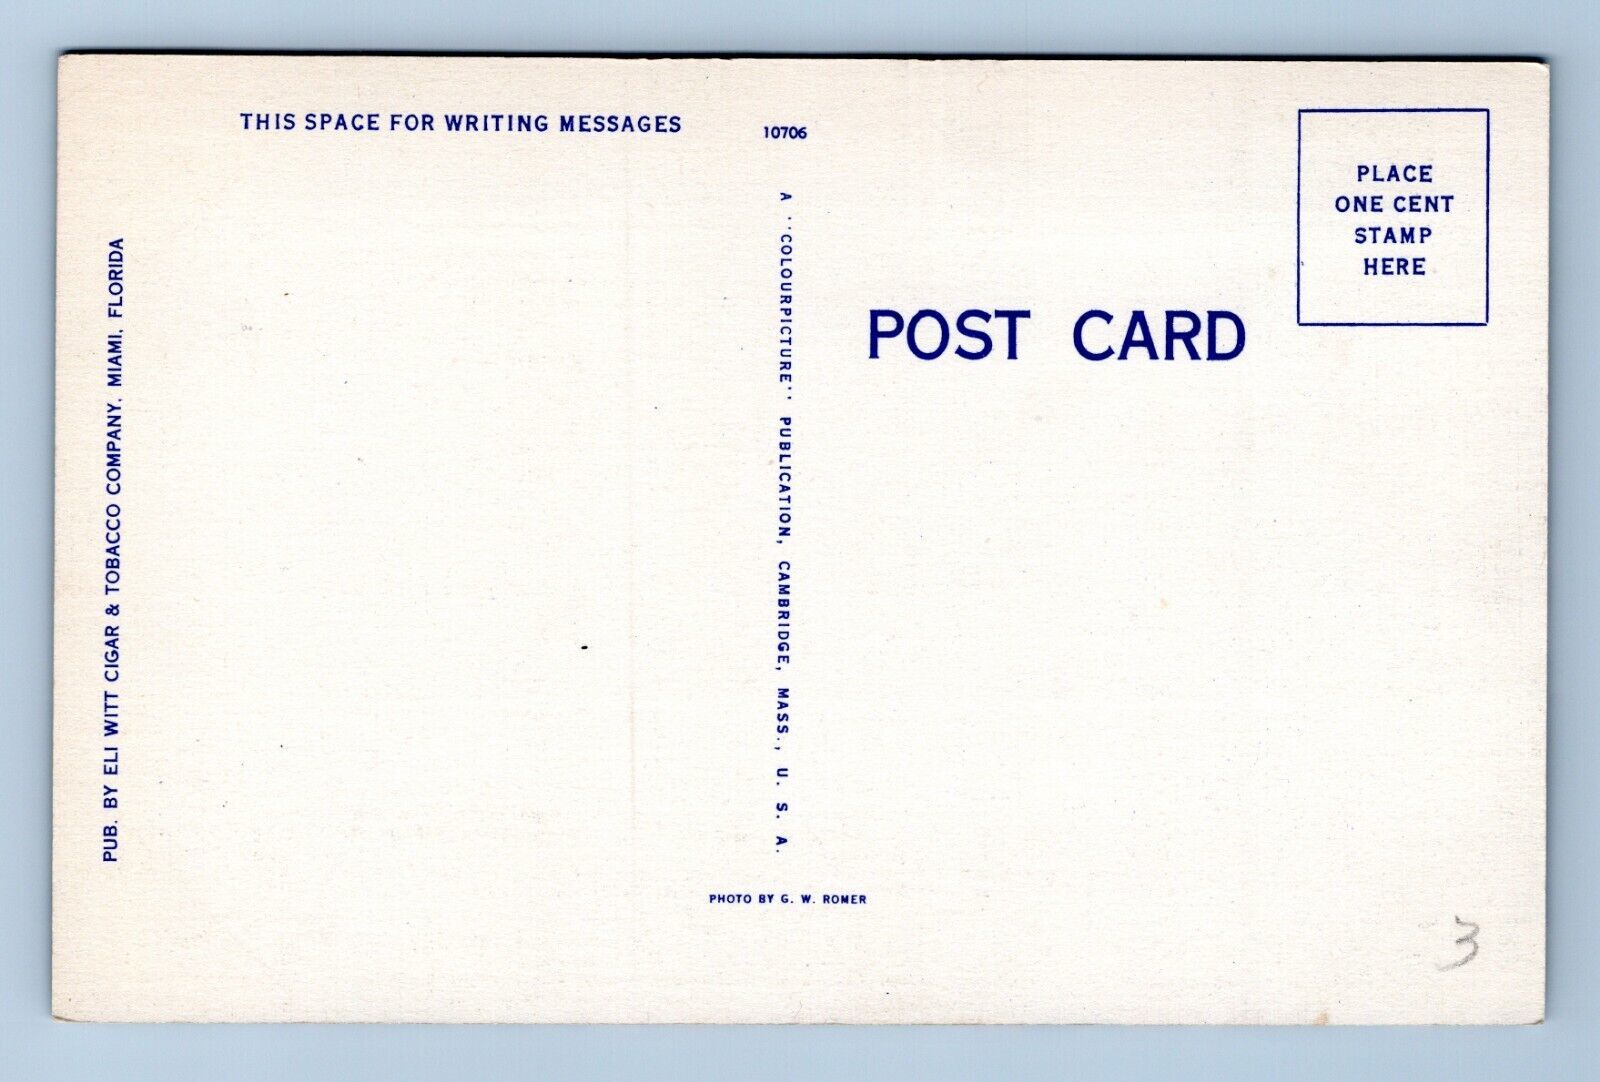 THIS SPACE FOR WRITING MESSAGES
10706
PLACE
ONE CENT
STAMP
HERE
POST CARD
PUB. BY ELI WITT CIGAR & TOBACCO COMPANY, MIAMI, FLORIDA
A "COLOURPICTURE" PUBLICATION, CAMBRIDGE, MASS., U. S. A.
PHOTO BY G. W. ROMER
3